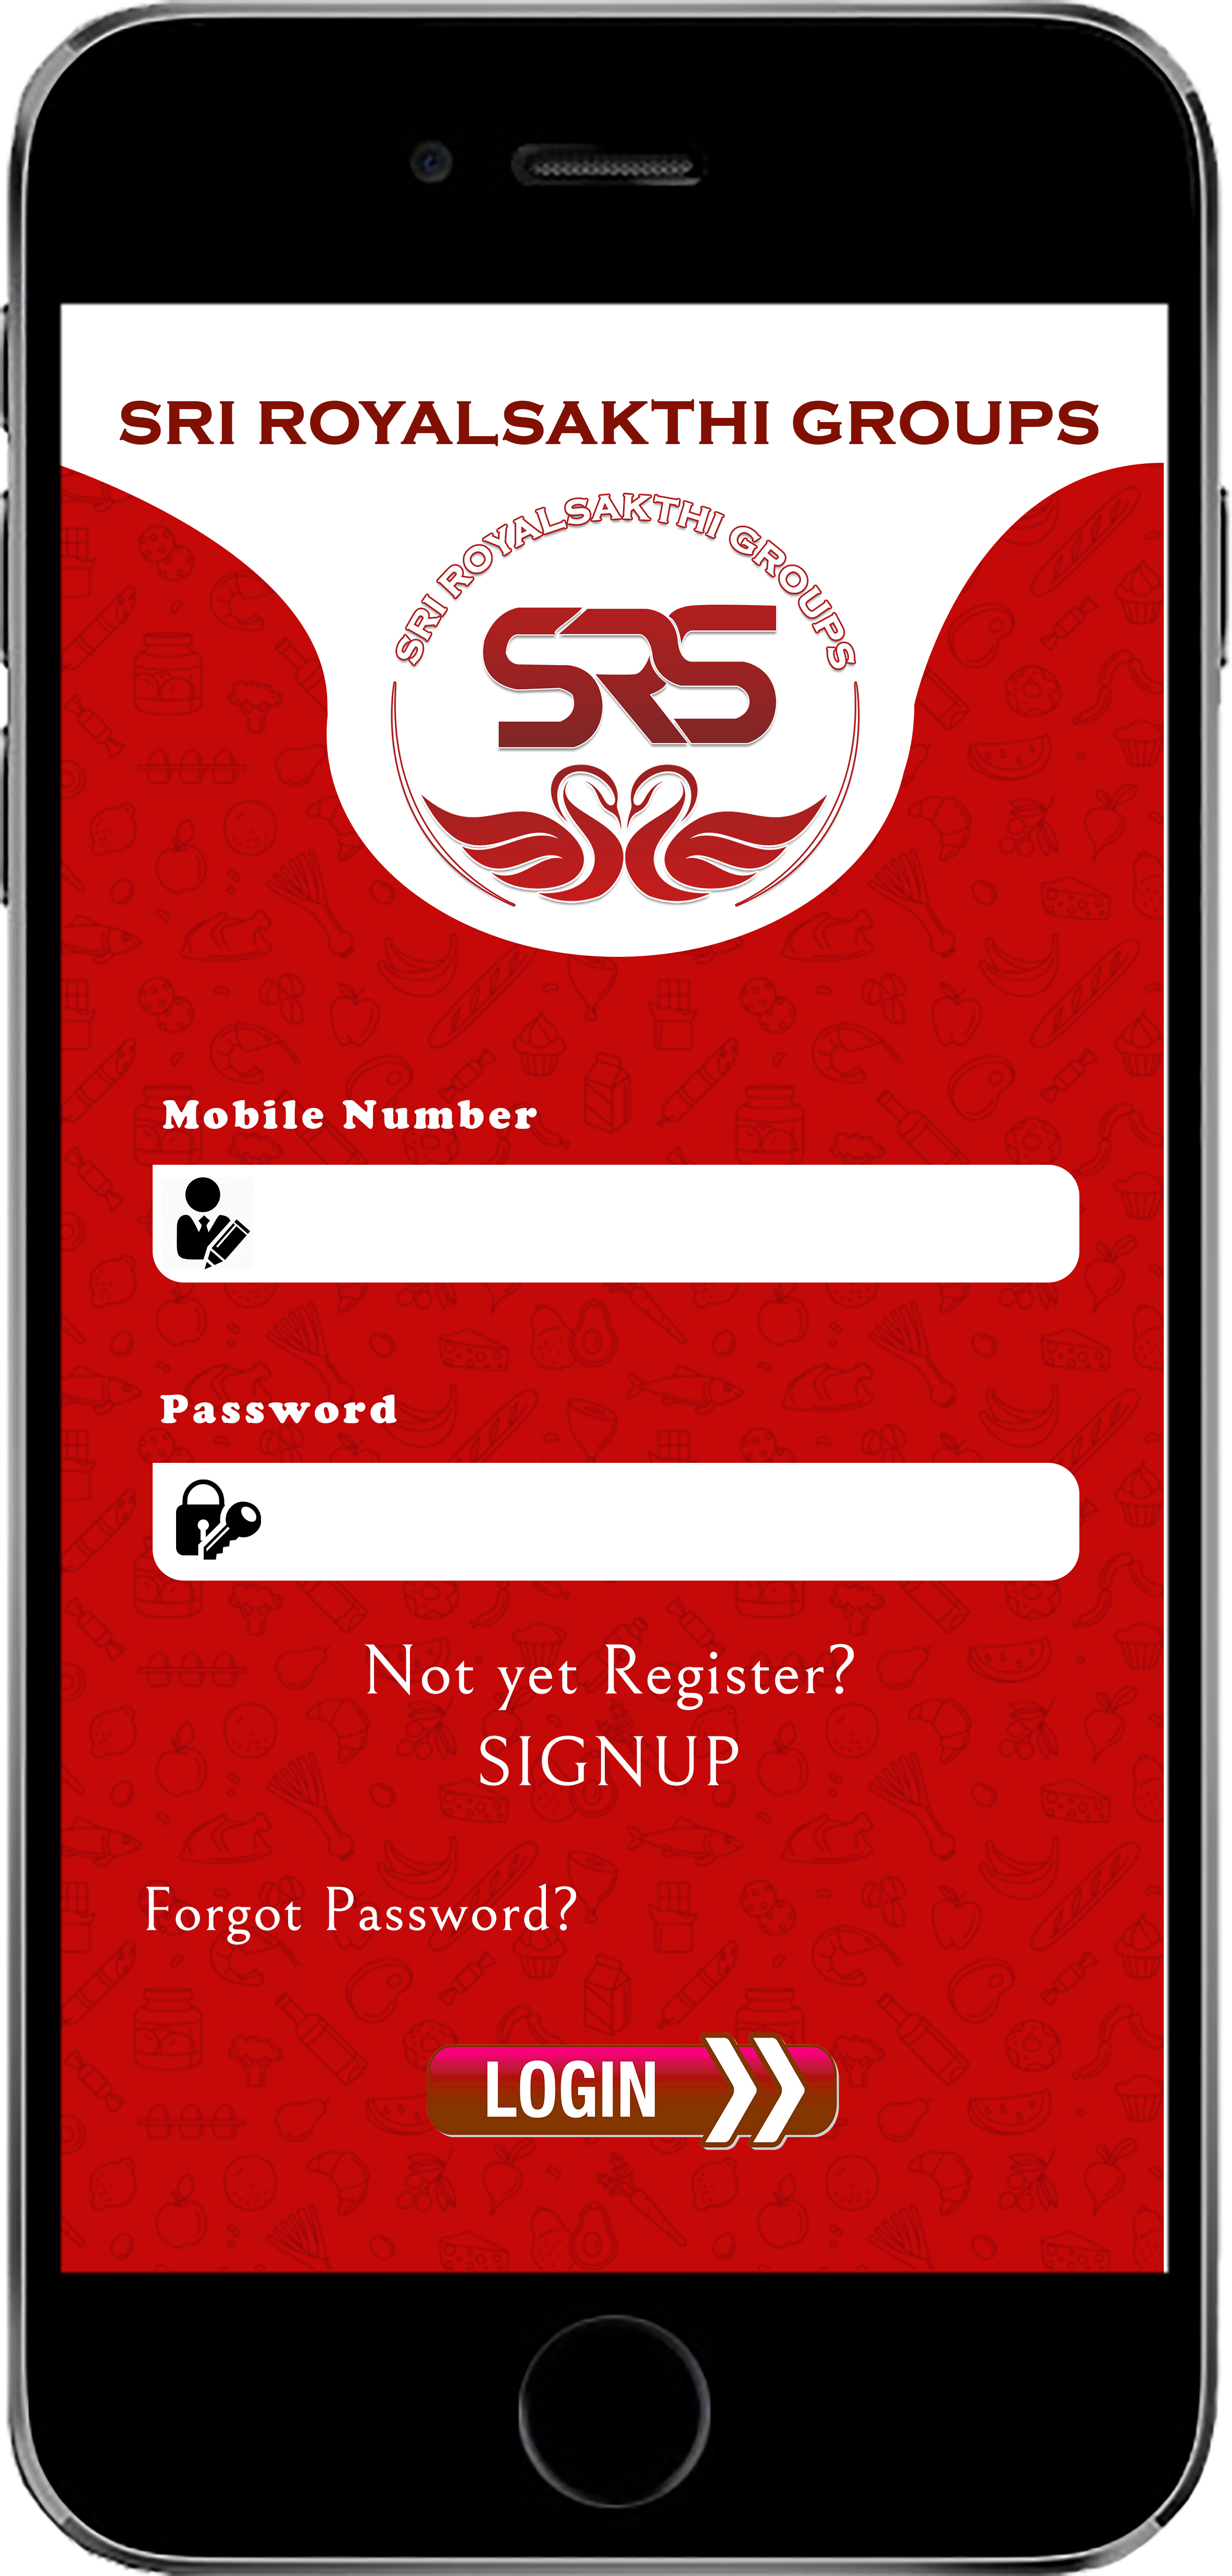 SRI ROYALSAKTHI GROUPS
SRI ROYALSAKTHI GROUPS
SRS
Mobile Number
Password
Not yet Register?
SIGNUP
Forgot Password?
LOGIN